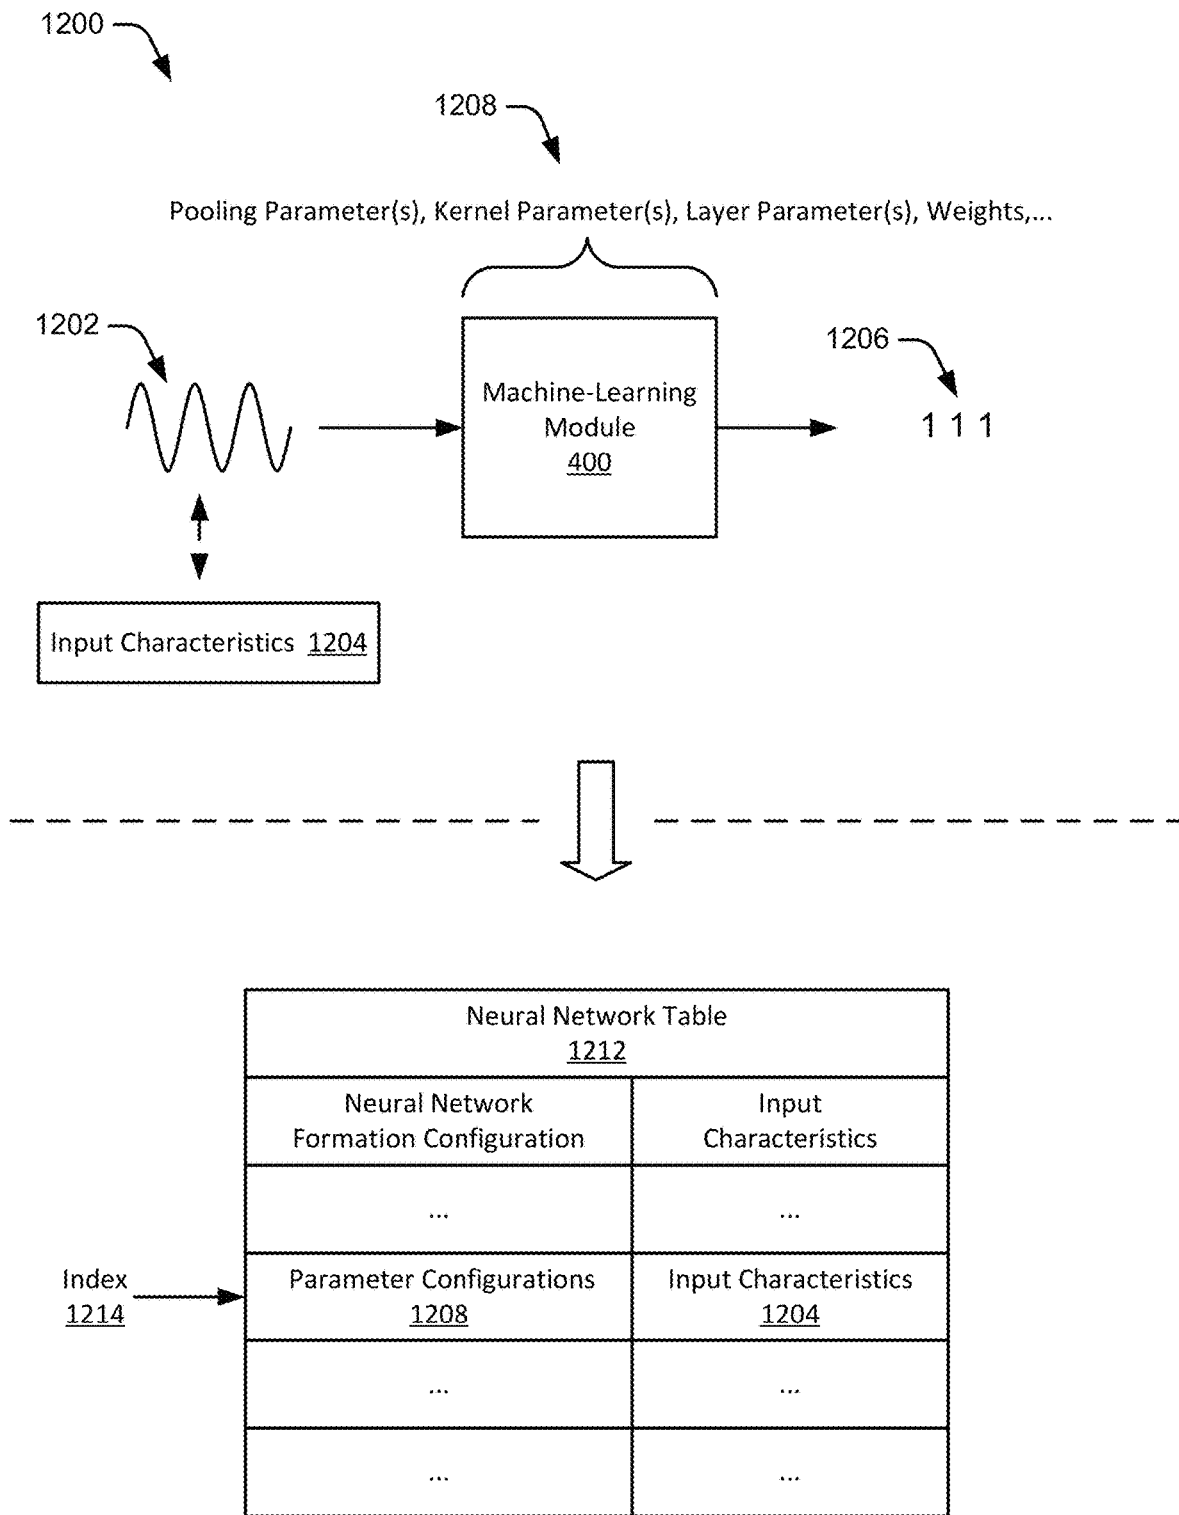 1200
1208
Pooling Parameter(s), Kernel Parameter(s), Layer Parameter(s), Weights,...
1202
1206
Machine-Learning
Module
400
1 1 1
Input Characteristics 1204
Neural Network Table
1212
Neural Network
Formation Configuration
Input
Characteristics
...
...
Index
1214
Parameter Configurations
1208
Input Characteristics
1204
...
...
...
...